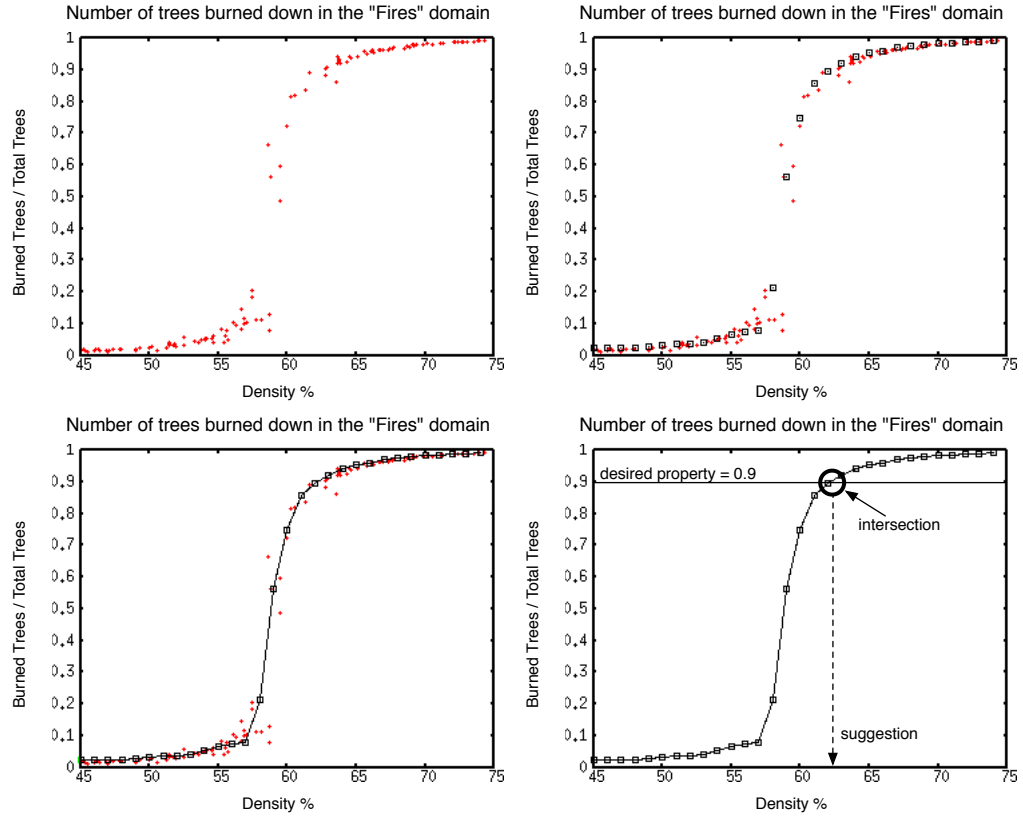 Number of trees burned down in the "Fires" domain
Burned Trees / Total Trees
1
0.9
0.8
0.7
0.6
0.5
0.4
0.3
0.2
0.1
0
45 50 55 60 65 70 75
Density %
Number of trees burned down in the "Fires" domain
Burned Trees / Total Trees
1
0.9
0.8
0.7
0.6
0.5
0.4
0.3
0.2
0.1
0
45 50 55 60 65 70 75
Density %
Number of trees burned down in the "Fires" domain
Burned Trees / Total Trees
1
0.9
0.8
0.7
0.6
0.5
0.4
0.3
0.2
0.1
0
45 50 55 60 65 70 75
Density %
Number of trees burned down in the "Fires" domain
Burned Trees / Total Trees
1
0.9
0.8
0.7
0.6
0.5
0.4
0.3
0.2
0.1
0
desired property = 0.9
intersection
suggestion
45 50 55 60 65 70 75
Density %